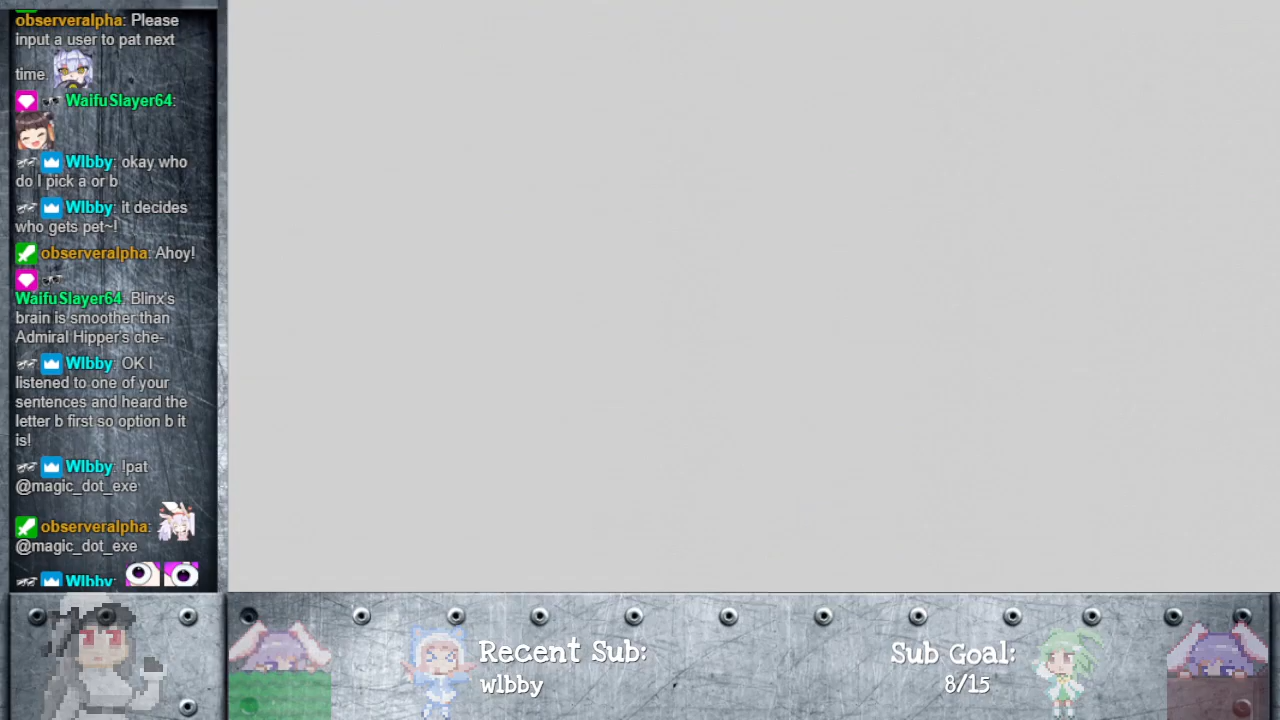 observeralpha: Please
input a user to pat next
time.
WaifuSlayer64:
Wlbby: okay who
do I pick a or b
Wlbby: it decides
who gets pet~!
observeralpha: Ahoy!
WaifuSlayer64: Blinx's
brain is smoother than
Admiral Hipper's che-
Wlbby: OK I
listened to one of your
sentences and heard the
letter b first so option b it
is!
Wlbby: !pat
@magic_dot_exe
observeralpha:
@magic_dot_exe
Wlbby:
Recent Sub:
wlbby
Sub Goal:
8/15